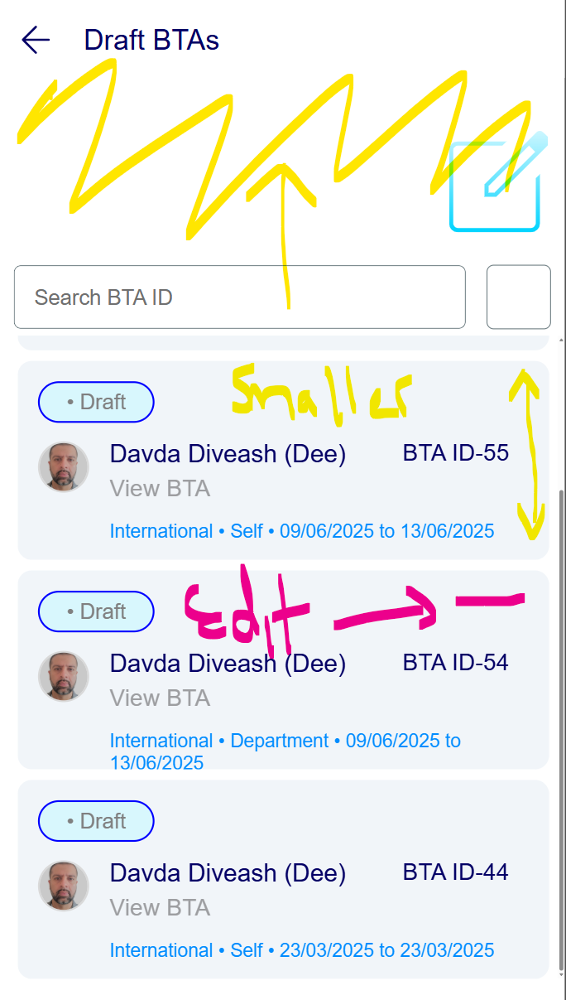 Draft BTAs
Search BTA ID
Smaller
• Draft
Davda Diveash (Dee) BTA ID-55
View BTA
International • Self • 09/06/2025 to 13/06/2025
• Draft
Edit
Davda Diveash (Dee) BTA ID-54
View BTA
International • Department • 09/06/2025 to
13/06/2025
• Draft
Davda Diveash (Dee) BTA ID-44
View BTA
International • Self • 23/03/2025 to 23/03/2025